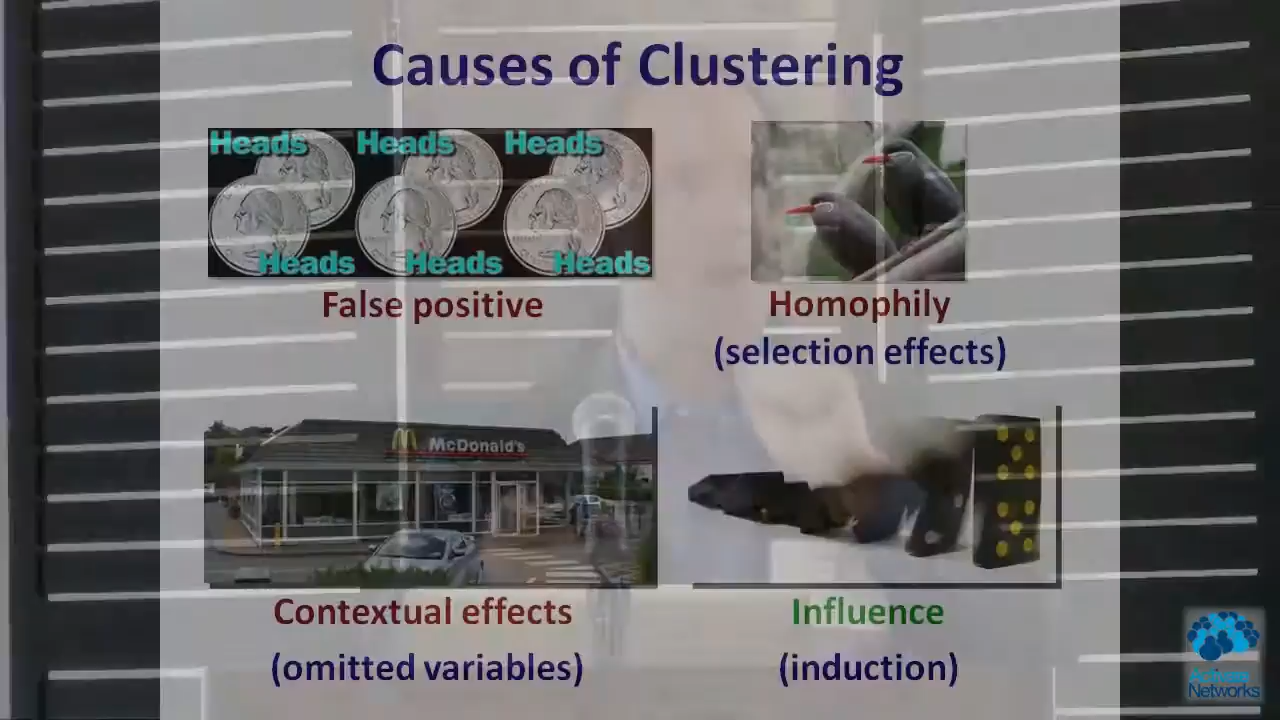 Causes of Clustering
Heads Heads Heads
Heads Heads Heads
False positive
Homophily
(selection effects)
McDonald's
Contextual effects
(omitted variables)
Influence
(induction)
Activate
Networks